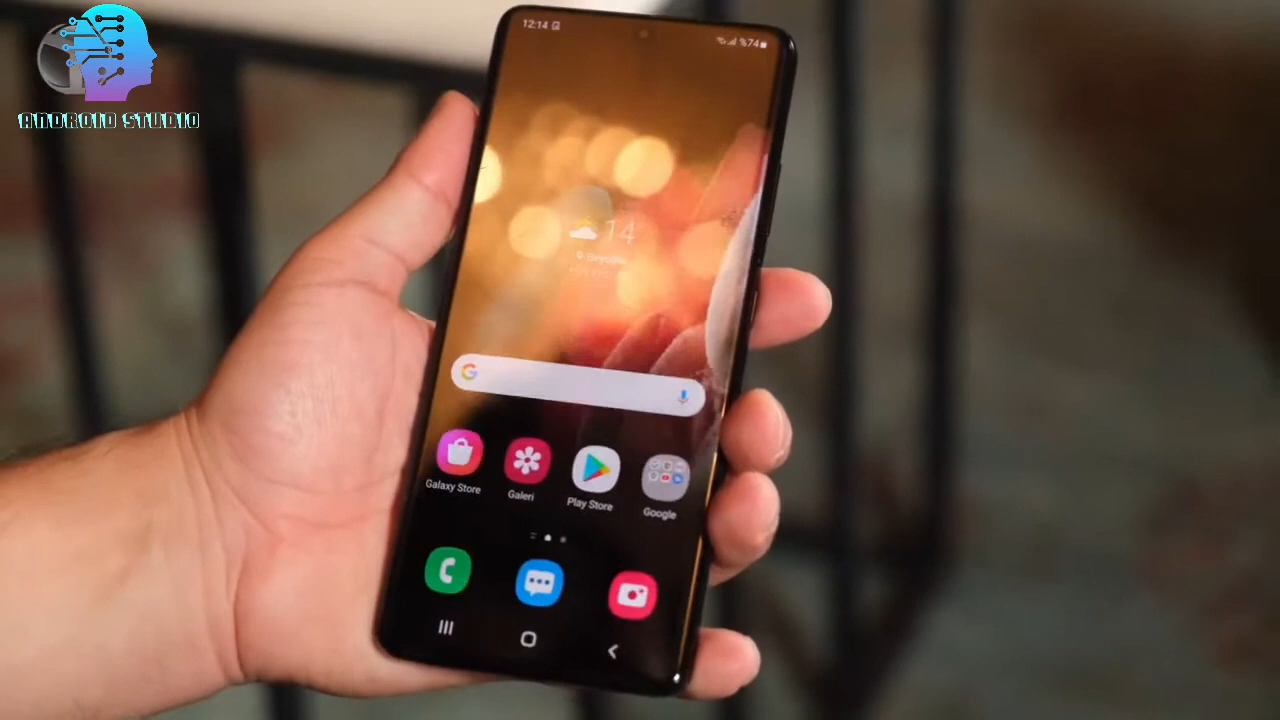 ANDROID STUDIO
12:14
%74
14
Galaxy Store
Galeri
Play Store
Google